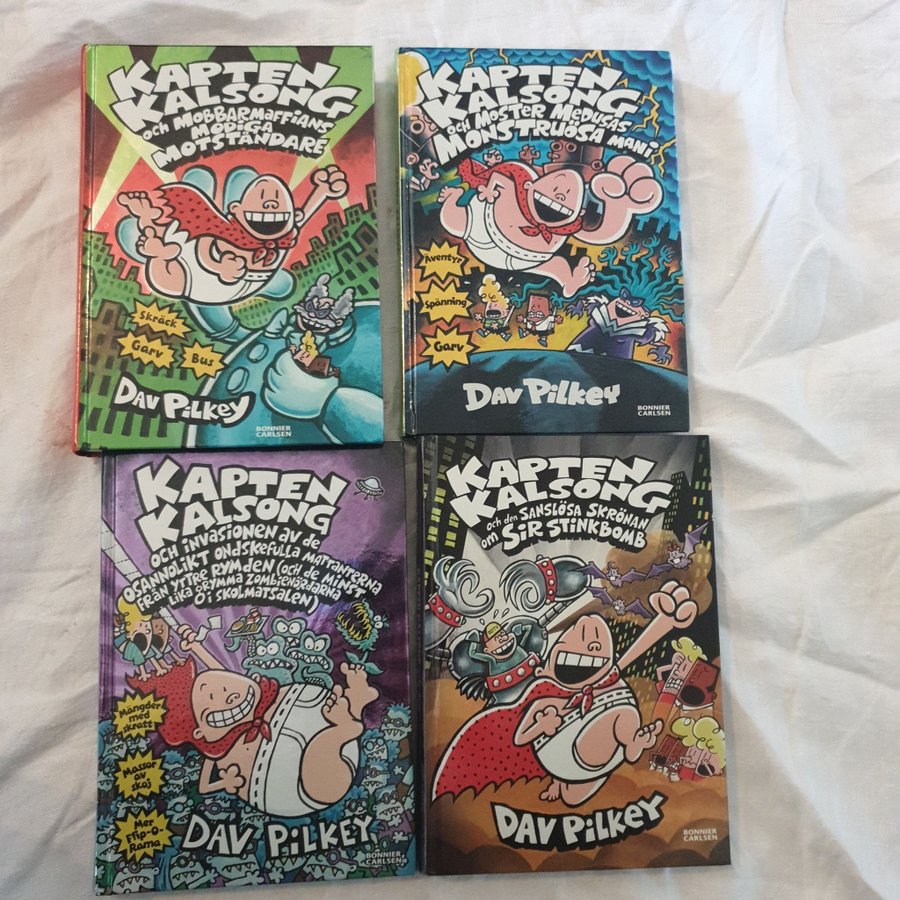 KAPTEN
KALSONG
och MOBBARMAFFIANS
MODIGA
MOTSTÅNDARE
Skräck
Garv
Bus
DAV PILKEY
BONNIER
CARLSEN
KAPTEN
KALSONG
och MOSTER MEDUSAS
MONSTRUÖSA MANI
Äventyr
Spänning
Garv
DAV PILKEY
BONNIER
CARLSEN
KAPTEN
KALSONG
OCH INVASIONEN AV de
OSANNOLIKT ONDSKEFULLA MATTANTERNA
FRÅN YTTRE RYMDEN (OCH de MINST
LIKA GRYMMA ZOMBIEVÄRDARNA
I SKOLMATSALEN)
Mängder
med
skratt
Massor
av
skoj
Mer
Flip-O-
Rama
DAV PILKEY
BONNIER
CARLSEN
KAPTEN
KALSONG
och den SANSLÖSA SKRÖNAN
om SIR STINKBOMB
DAV PILKEY
BONNIER
CARLSEN